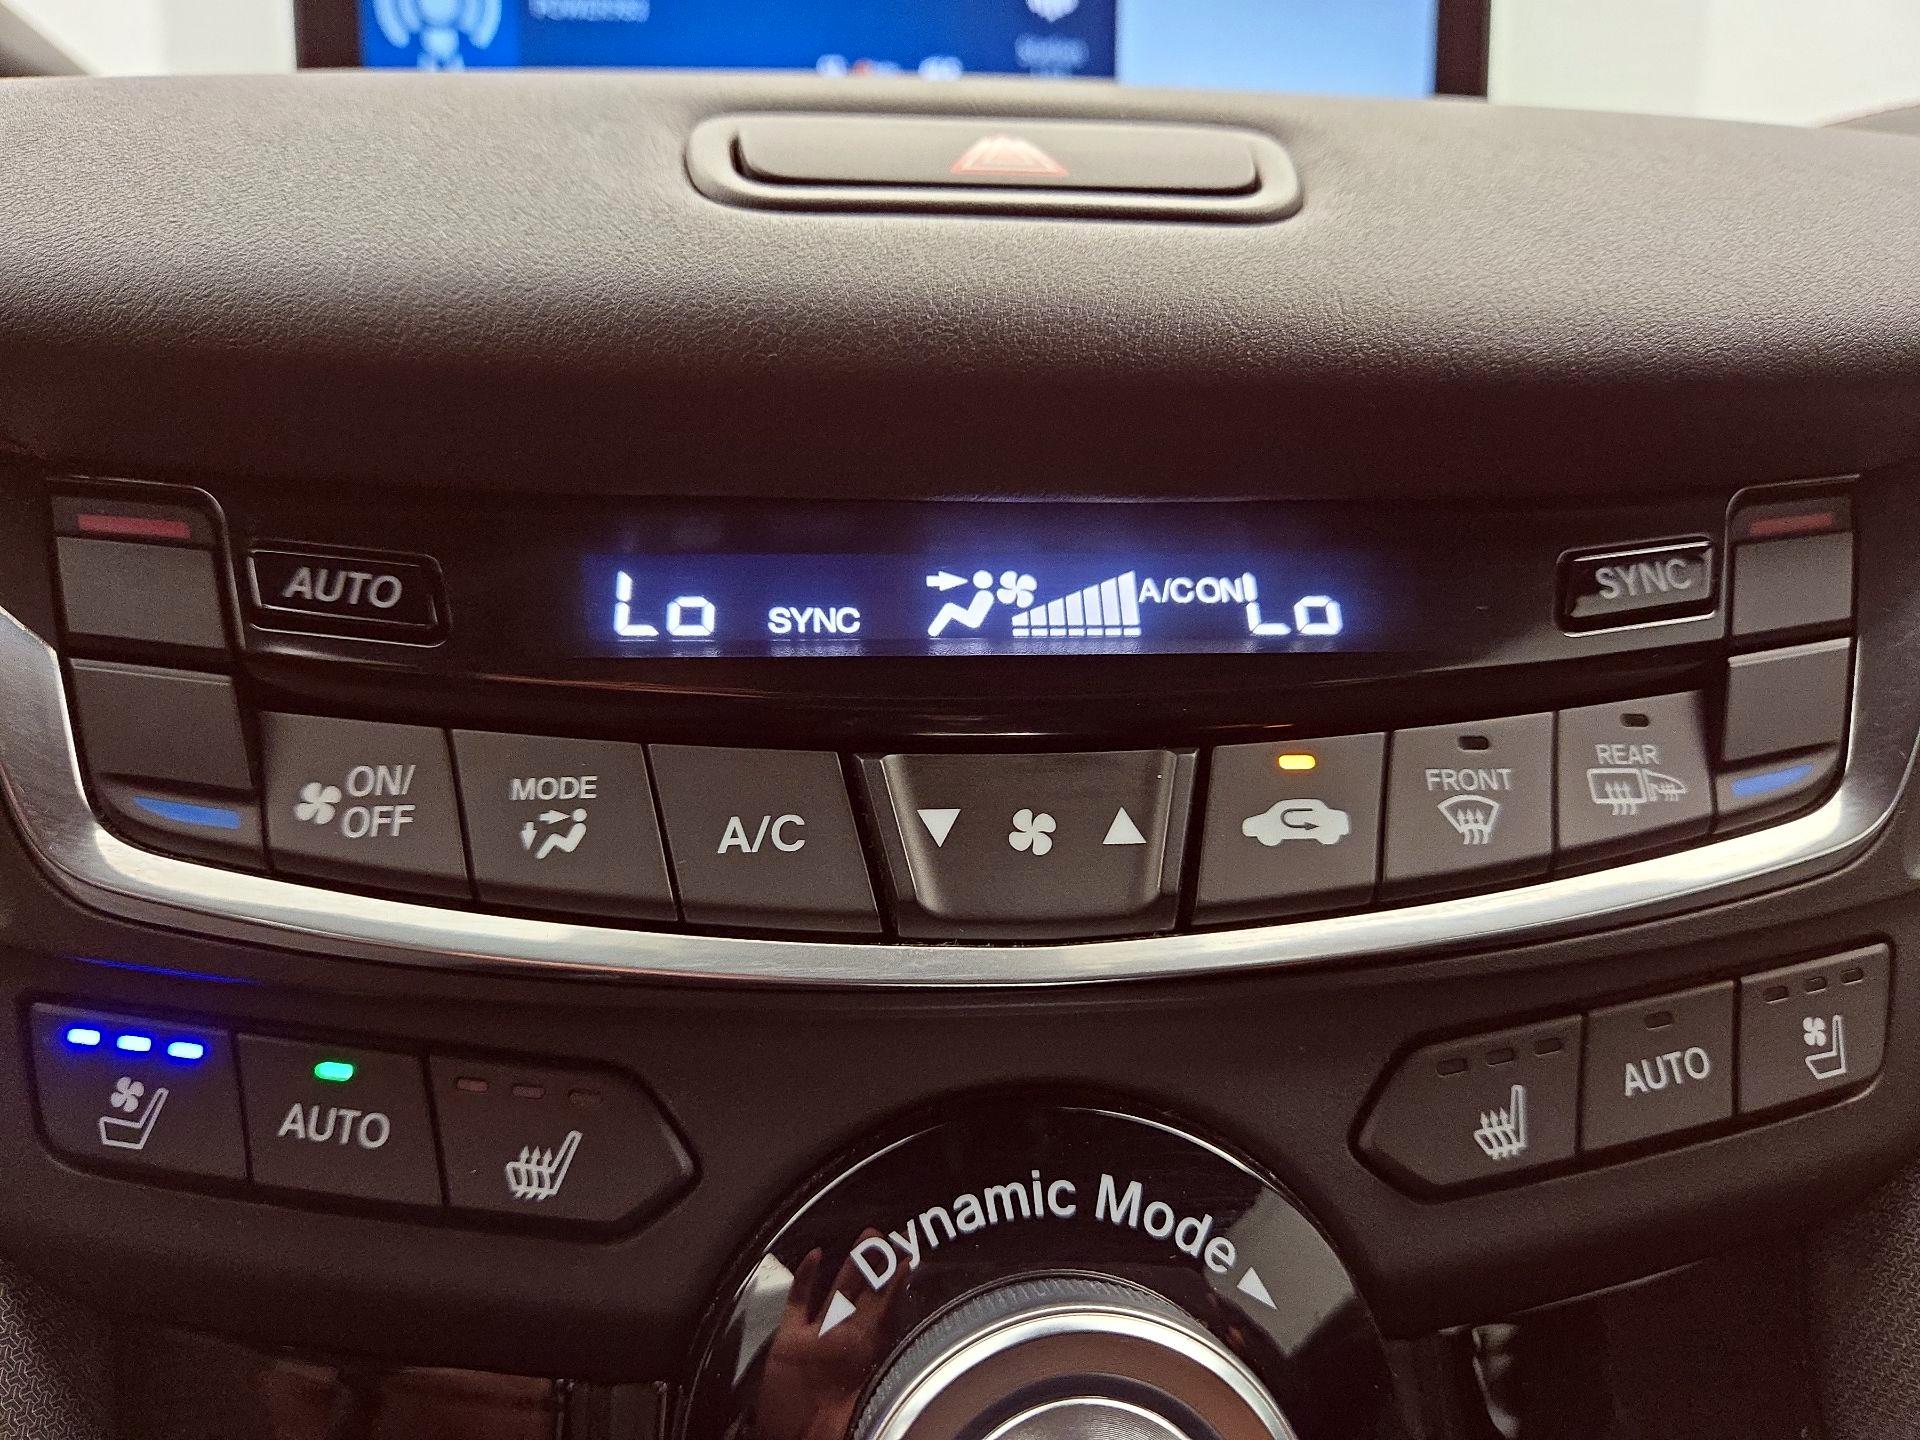 AUTO
Lo SYNC A/CON Lo
SYNC
ON/
OFF
MODE
A/C
FRONT
REAR
AUTO
AUTO
Dynamic Mode